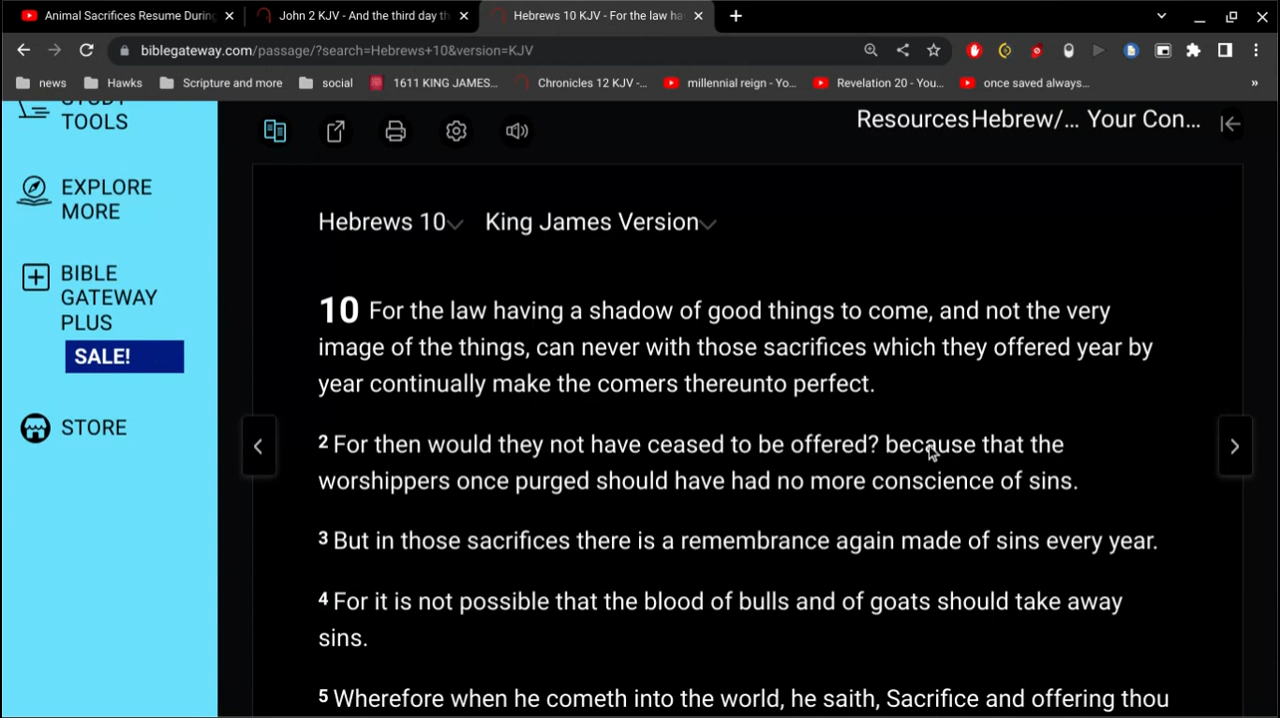 Animal Sacrifices Resume During
John 2 KJV - And the third day th
Hebrews 10 KJV - For the law ha
biblegateway.com/passage/?search=Hebrews+10&version=KJV
news Hawks Scripture and more social 1611 KING JAMES... Chronicles 12 KJV -... millennial reign - Yo... Revelation 20 - You... once saved always... »
STUDY
TOOLS
EXPLORE
MORE
BIBLE
GATEWAY
PLUS
SALE!
STORE
Resources Hebrew/... Your Con...
Hebrews 10 King James Version
10 For the law having a shadow of good things to come, and not the very
image of the things, can never with those sacrifices which they offered year by
year continually make the comers thereunto perfect.
2 For then would they not have ceased to be offered? because that the
worshippers once purged should have had no more conscience of sins.
3 But in those sacrifices there is a remembrance again made of sins every year.
4 For it is not possible that the blood of bulls and of goats should take away
sins.
5 Wherefore when he cometh into the world, he saith, Sacrifice and offering thou